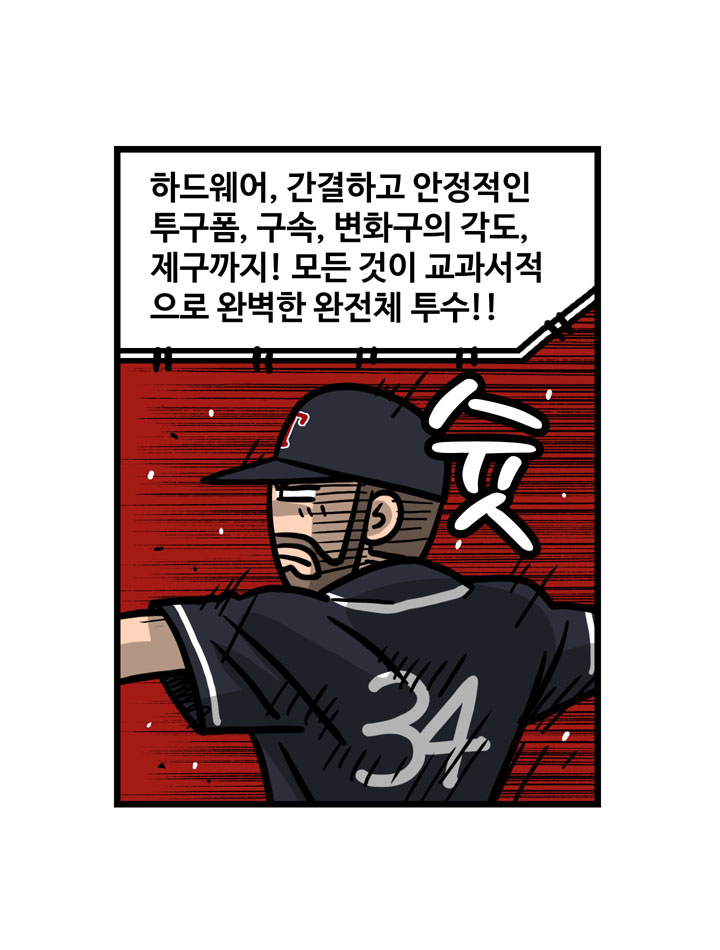 하드웨어, 간결하고 안정적인
투구폼, 구속, 변화구의 각도,
제구까지! 모든 것이 교과서적
으로 완벽한 완전체 투수!!
슛
T
34